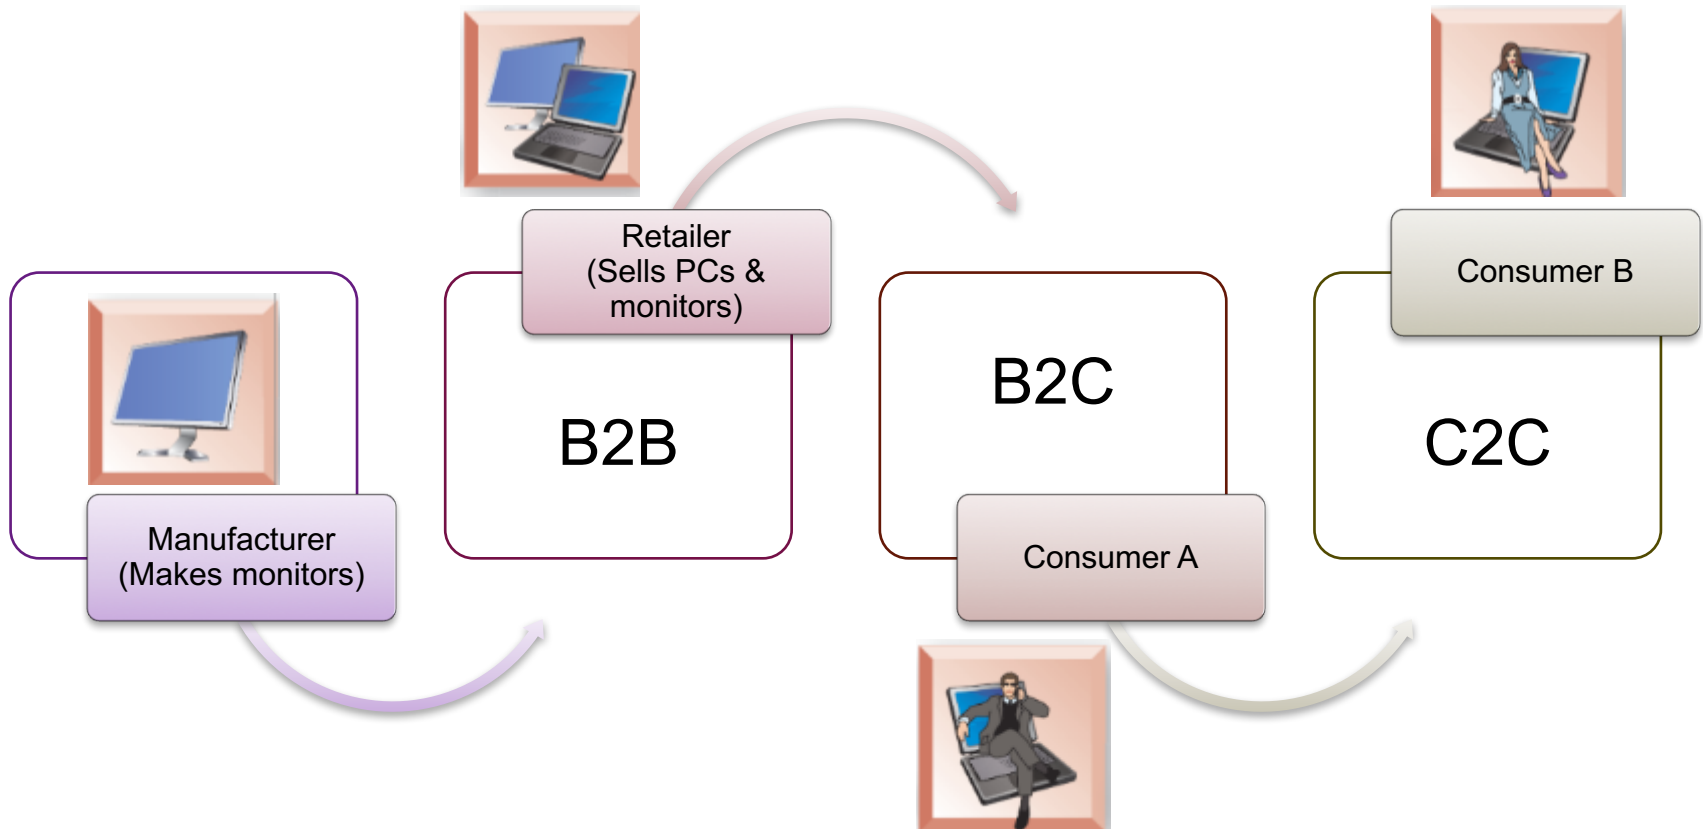 Manufacturer
(Makes monitors)
Retailer
(Sells PCs &
monitors)
B2B
B2C
Consumer A
Consumer B
C2C